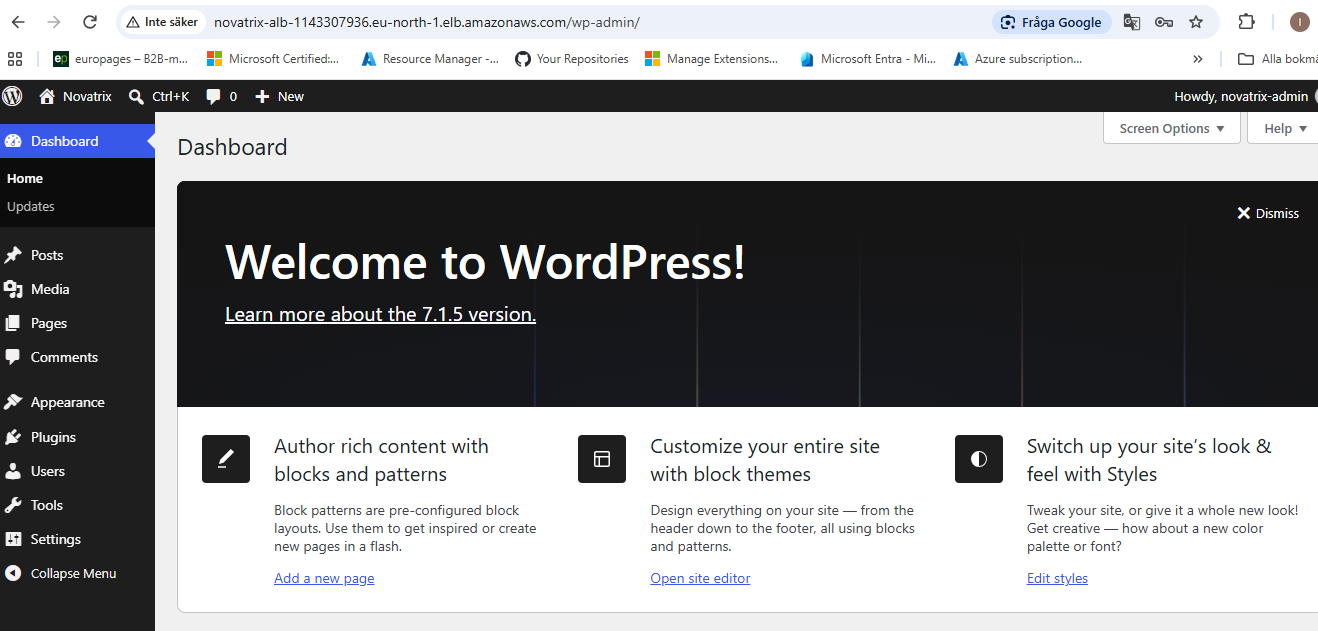 Inte säker
novatrix-alb-1143307936.eu-north-1.elb.amazonaws.com/wp-admin/
Fråga Google
I
ep europages – B2B-m...
Microsoft Certified:...
Resource Manager -...
Your Repositories
Manage Extensions...
Microsoft Entra - Mi...
Azure subscription...
»
Alla bokmä
Novatrix
Ctrl+K
0
New
Howdy, novatrix-admin
Dashboard
Home
Updates
Posts
Media
Pages
Comments
Appearance
Plugins
Users
Tools
Settings
Collapse Menu
Screen Options
Help
Dashboard
Dismiss
Welcome to WordPress!
Learn more about the 7.1.5 version.
Author rich content with
blocks and patterns
Block patterns are pre-configured block
layouts. Use them to get inspired or create
new pages in a flash.
Add a new page
Customize your entire site
with block themes
Design everything on your site — from the
header down to the footer, all using blocks
and patterns.
Open site editor
Switch up your site’s look &
feel with Styles
Tweak your site, or give it a whole new look!
Get creative — how about a new color
palette or font?
Edit styles